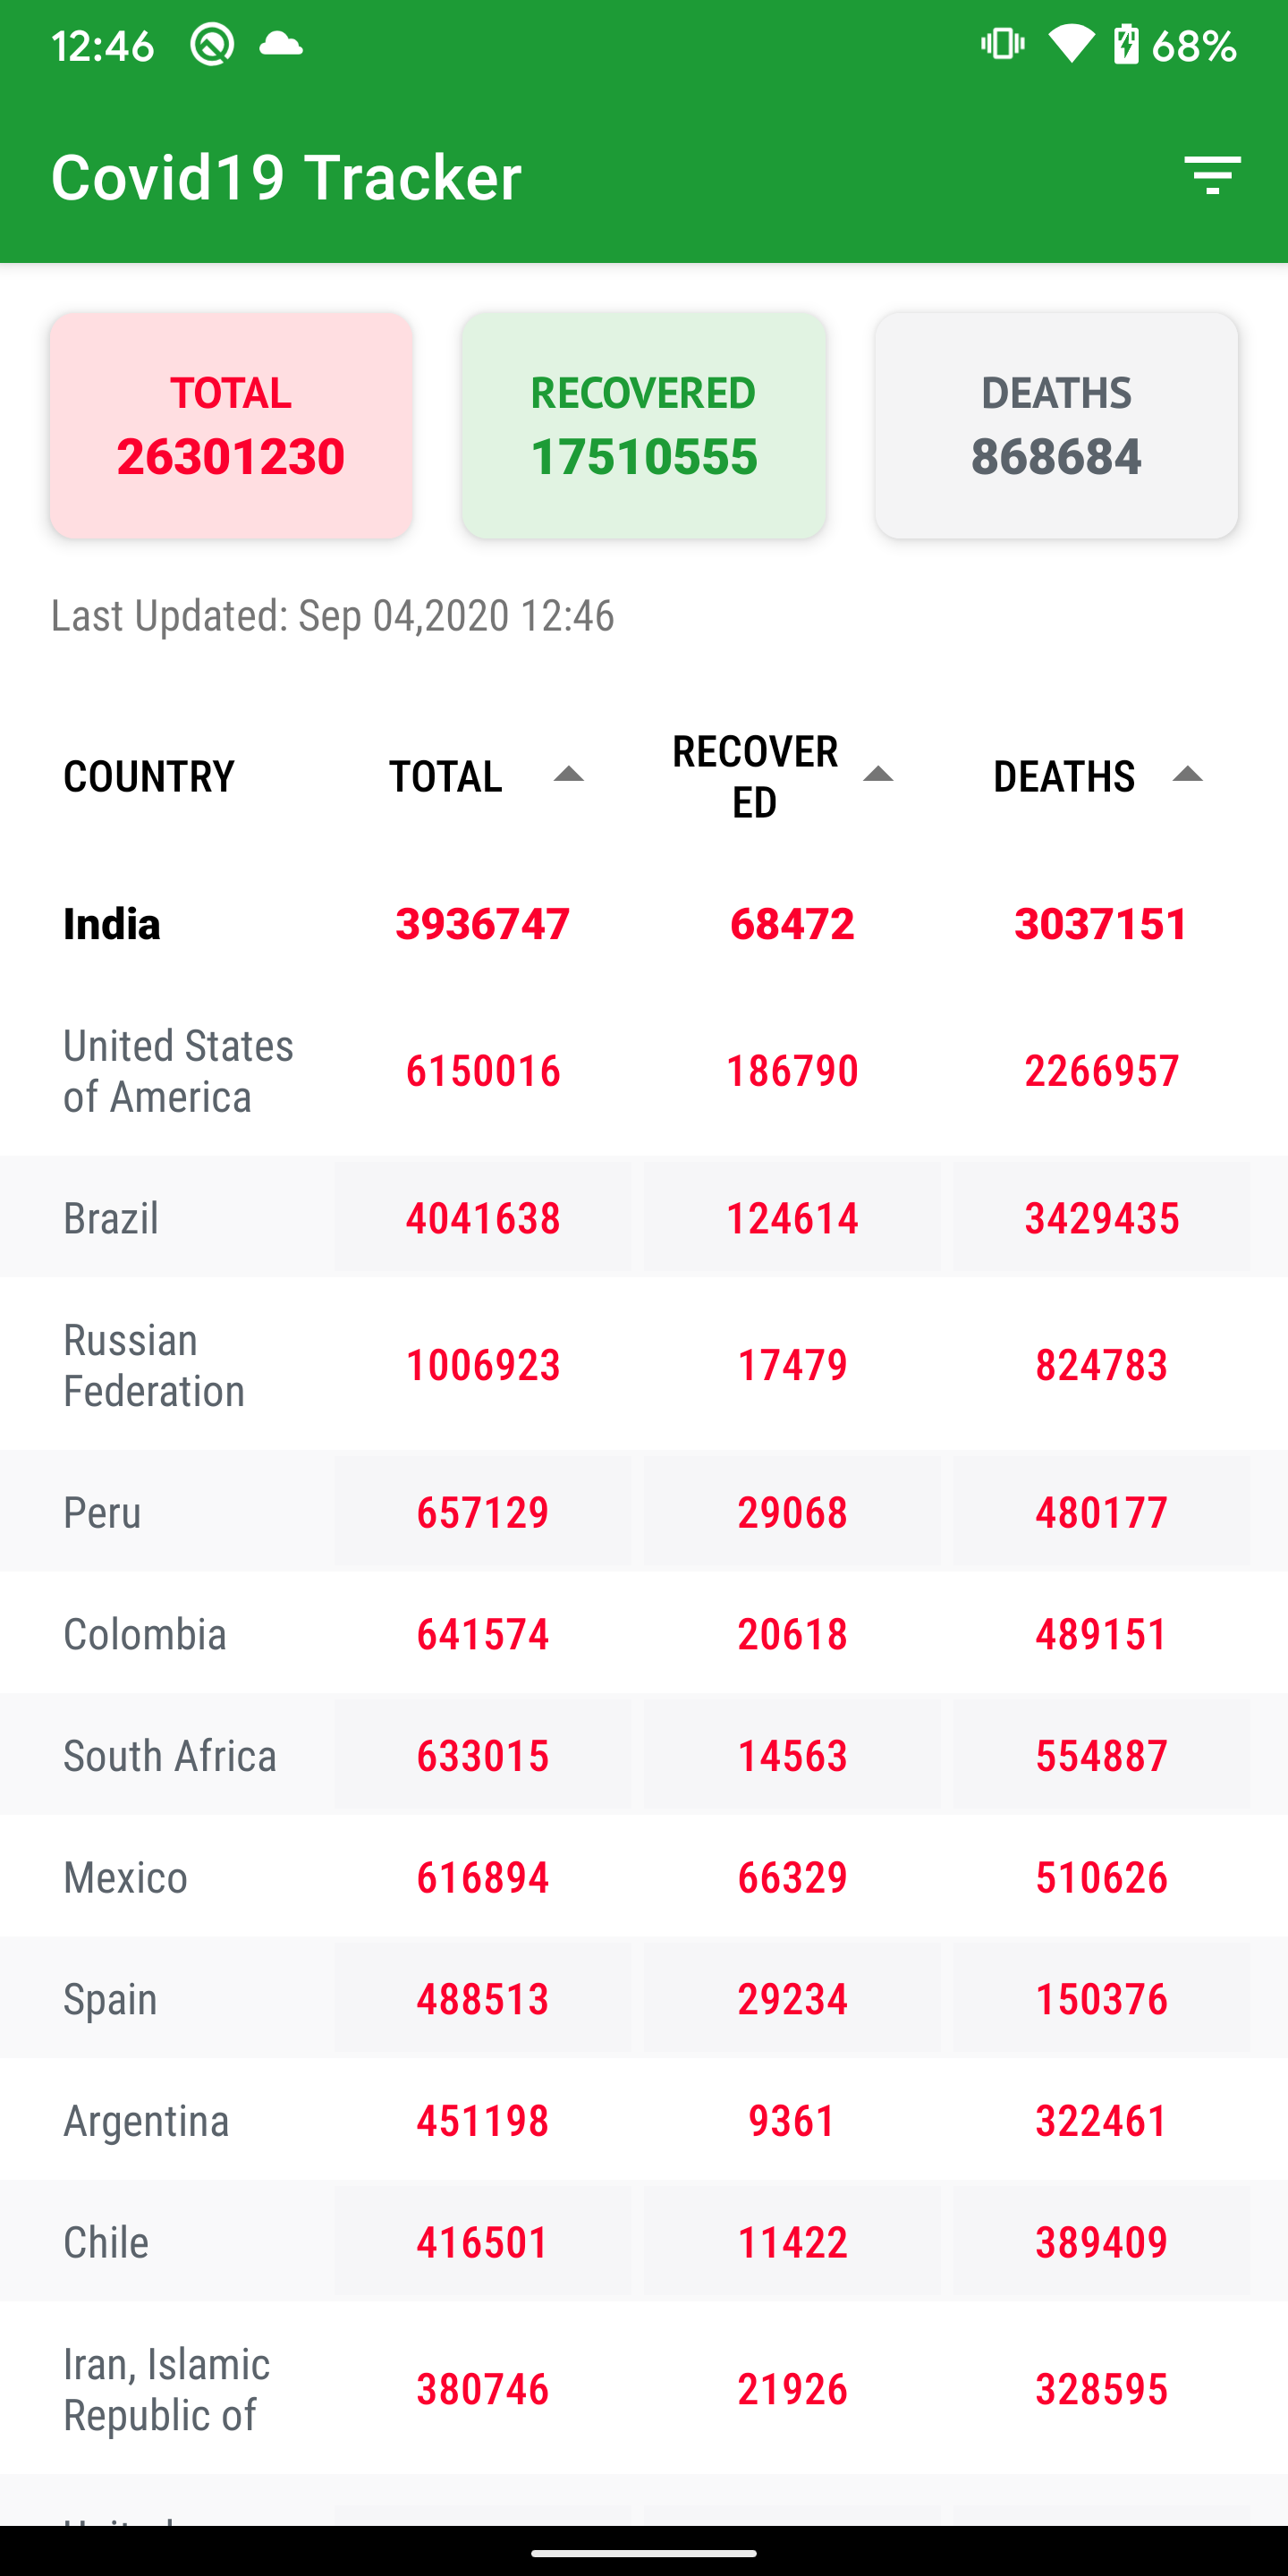 12:46 68%
Covid19 Tracker
TOTAL RECOVERED DEATHS
26301230 17510555 868684
Last Updated: Sep 04,2020 12:46
COUNTRY TOTAL RECOVER DEATHS
ED
India 3936747 68472 3037151
United States
of America 6150016 186790 2266957
Brazil 4041638 124614 3429435
Russian
Federation 1006923 17479 824783
Peru 657129 29068 480177
Colombia 641574 20618 489151
South Africa 633015 14563 554887
Mexico 616894 66329 510626
Spain 488513 29234 150376
Argentina 451198 9361 322461
Chile 416501 11422 389409
Iran, Islamic
Republic of 380746 21926 328595